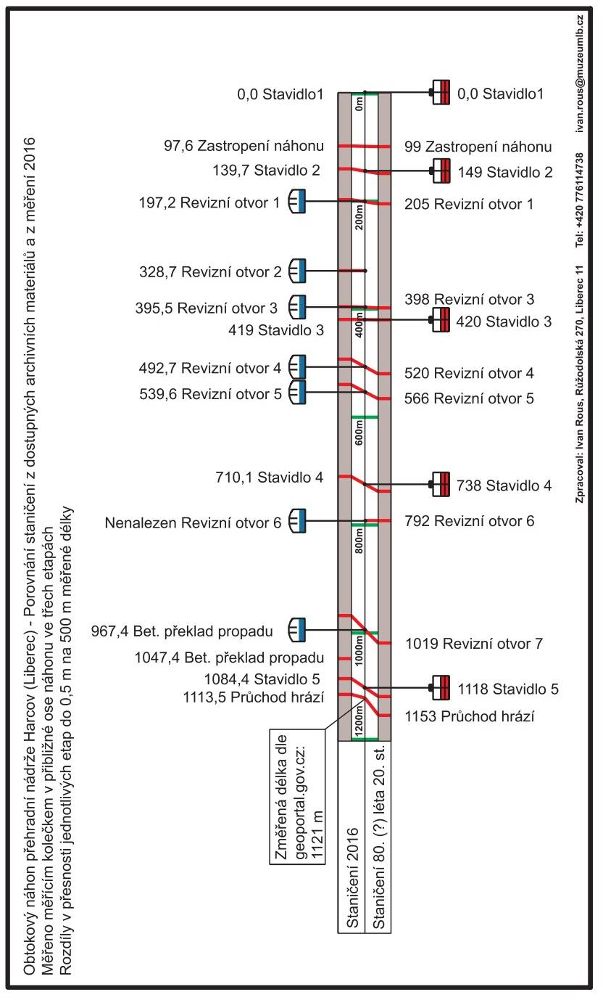 Obtokový náhon přehradní nádrže Harcov (Liberec) - Porovnání staničení z dostupných archivních materiálů a z měření 2016
Měřeno měřícím kolečkem v přibližné ose náhonu ve třech etapách
Rozdíly v přesnosti jednotlivých etap do 0,5 m na 500 m měřené délky
0,0 Stavidlo1
97,6 Zastropení náhonu
139,7 Stavidlo 2
197,2 Revizní otvor 1
328,7 Revizní otvor 2
395,5 Revizní otvor 3
419 Stavidlo 3
492,7 Revizní otvor 4
539,6 Revizní otvor 5
710,1 Stavidlo 4
Nenalezen Revizní otvor 6
967,4 Bet. překlad propadu
1047,4 Bet. překlad propadu
1084,4 Stavidlo 5
1113,5 Průchod hrází
0m
200m
400m
600m
800m
1000m
1200m
0,0 Stavidlo1
99 Zastropení náhonu
149 Stavidlo 2
205 Revizní otvor 1
398 Revizní otvor 3
420 Stavidlo 3
520 Revizní otvor 4
566 Revizní otvor 5
738 Stavidlo 4
792 Revizní otvor 6
1019 Revizní otvor 7
1118 Stavidlo 5
1153 Průchod hrází
Změřená délka dle
geoportal.gov.cz:
1121 m
Staničení 2016
Staničení 80. (?) léta 20. st.
Zpracoval: Ivan Rous, Růžodolská 270, Liberec 11 Tel: +420 776114738 ivan.rous@muzeumlb.cz